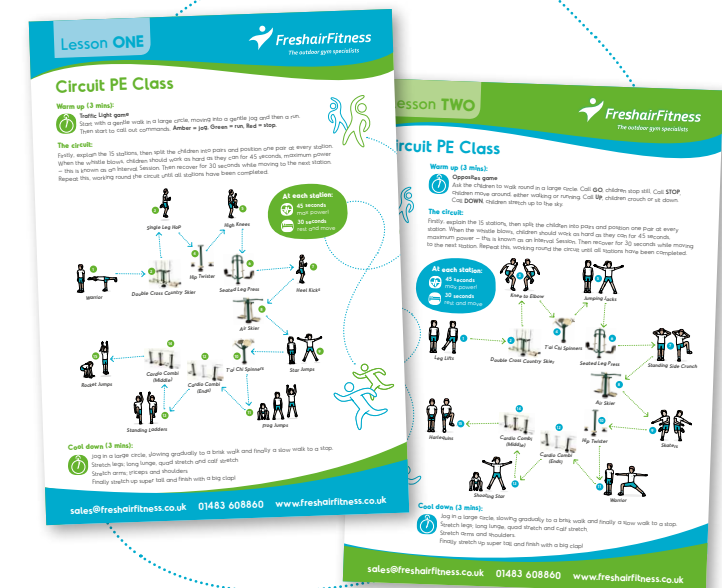 Lesson ONE
FreshairFitness
The outdoor gym specialists
Circuit PE Class
Warm up (3 mins):
Traffic Light game
Start with a gentle walk in a large circle, moving into a jog and then a run.
Then start to call out commands. Amber = jog, Green = run, Red = stop.
The circuit:
Firstly, explain the 15 stations, then split the children into pairs and position one pair at every station.
When the whistle blows, children should work as hard as they can for 45 seconds, maximum power
– this is known as an Interval Session. Then recover for 30 seconds while moving to the next station.
Repeat this, working round the circuit until all stations have been completed.
At each station:
45 seconds
max power!
30 seconds
rest and move
Single Leg Hop
High Knees
Warrior
Double Cross Country Skier
Hip Twister
Seated Leg Press
Heel Kicks
Air Skier
Rocket Jumps
Cardio Combi
(Middle)
Cardio Combi
(Ends)
T'ai Chi Spinners
Star Jumps
Standing Ladders
Frog Jumps
Cool down (3 mins):
Jog in a large circle, slowing gradually to a brisk walk and finally a slow walk to a stop.
Stretch legs; long lunge, quad stretch and calf stretch
Stretch arms; triceps and shoulders
Finally stretch up super tall and finish with a big clap!
sales@freshairfitness.co.uk 01483 608860 www.freshairfitness.co.uk
esson TWO
FreshairFitness
The outdoor gym specialists
ircuit PE Class
Warm up (3 mins):
Opposites game
Ask the children to walk round in a large circle. Call GO, children stop still. Call STOP,
children move around, either walking or running. Call UP, children crouch or sit down.
Call DOWN, children stretch up to the sky.
The circuit:
Firstly, explain the 15 stations, then split the children into pairs and position one pair at every
station. When the whistle blows, children should work as hard as they can for 45 seconds,
maximum power – this is known as an Interval Session. Then recover for 30 seconds while moving
to the next station. Repeat this, working round the circuit until all stations have been completed.
At each station:
45 seconds
max power!
30 seconds
rest and move
Knee to Elbow
Jumping Jacks
Leg Lifts
Double Cross Country Skier
T'ai Chi Spinners
Seated Leg Press
Standing Side Crunch
Air Skier
Cardio Combi
(Middle)
Cardio Combi
(Ends)
Hip Twister
Skaters
Shooting Star
Warrior
Cool down (3 mins):
Jog in a large circle, slowing gradually to a brisk walk and finally a slow walk to a stop.
Stretch legs; long lunge, quad stretch and calf stretch
Stretch arms and shoulders
Finally stretch up super tall and finish with a big clap!
sales@freshairfitness.co.uk 01483 608860 www.freshairfitness.co.uk